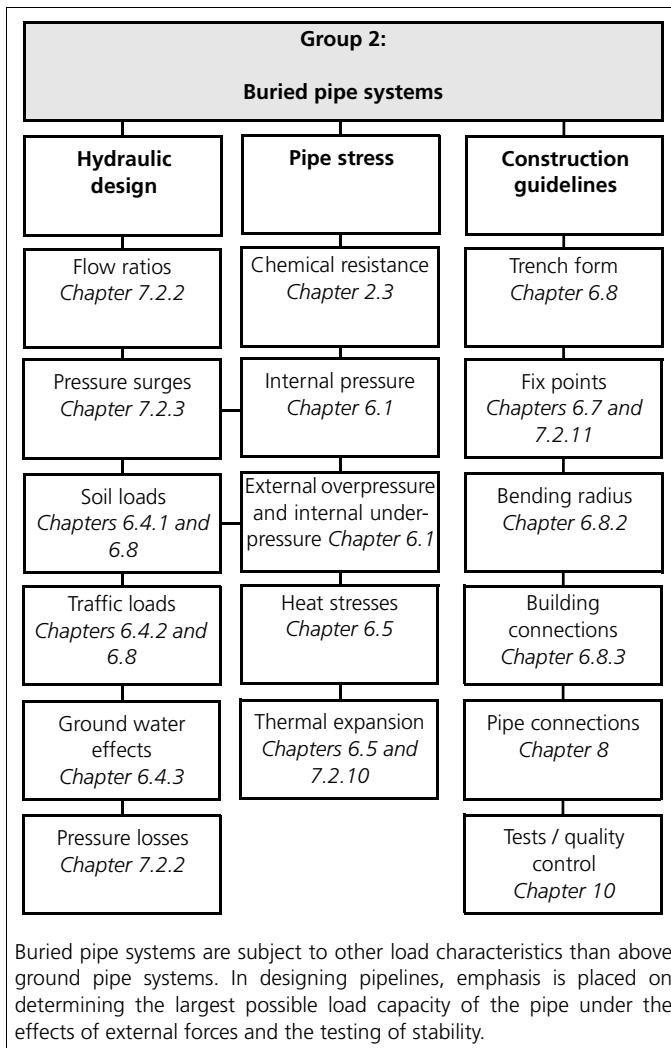 Group 2:
Buried pipe systems
Hydraulic
design
Pipe stress
Construction
guidelines
Flow ratios
Chapter 7.2.2
Chemical resistance
Chapter 2.3
Trench form
Chapter 6.8
Pressure surges
Chapter 7.2.3
Internal pressure
Chapter 6.1
Fix points
Chapters 6.7 and
7.2.11
Soil loads
Chapters 6.4.1 and
6.8
External overpressure
and internal under-
pressure Chapter 6.1
Bending radius
Chapter 6.8.2
Traffic loads
Chapters 6.4.2 and
6.8
Heat stresses
Chapter 6.5
Building
connections
Chapter 6.8.3
Ground water
effects
Chapter 6.4.3
Thermal expansion
Chapters 6.5 and
7.2.10
Pipe connections
Chapter 8
Pressure losses
Chapter 7.2.2
Tests / quality
control
Chapter 10
Buried pipe systems are subject to other load characteristics than above
ground pipe systems. In designing pipelines, emphasis is placed on
determining the largest possible load capacity of the pipe under the
effects of external forces and the testing of stability.